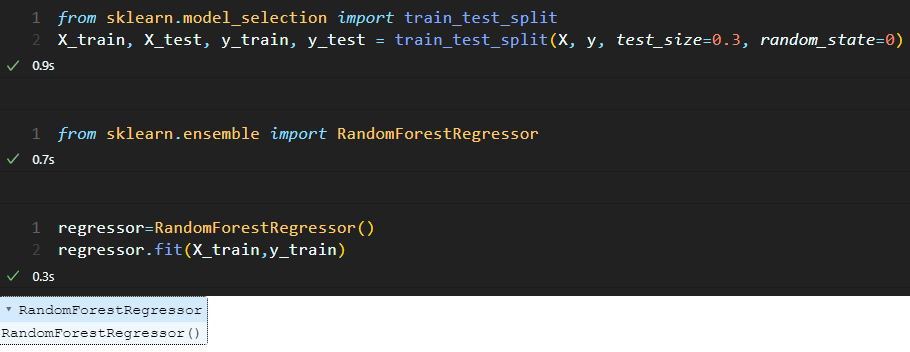 1 from sklearn.model_selection import train_test_split
2 X_train, X_test, y_train, y_test = train_test_split(X, y, test_size=0.3, random_state=0)
✓ 0.9s
1 from sklearn.ensemble import RandomForestRegressor
✓ 0.7s
1 regressor=RandomForestRegressor()
2 regressor.fit(X_train,y_train)
✓ 0.3s
▾ RandomForestRegressor
RandomForestRegressor()